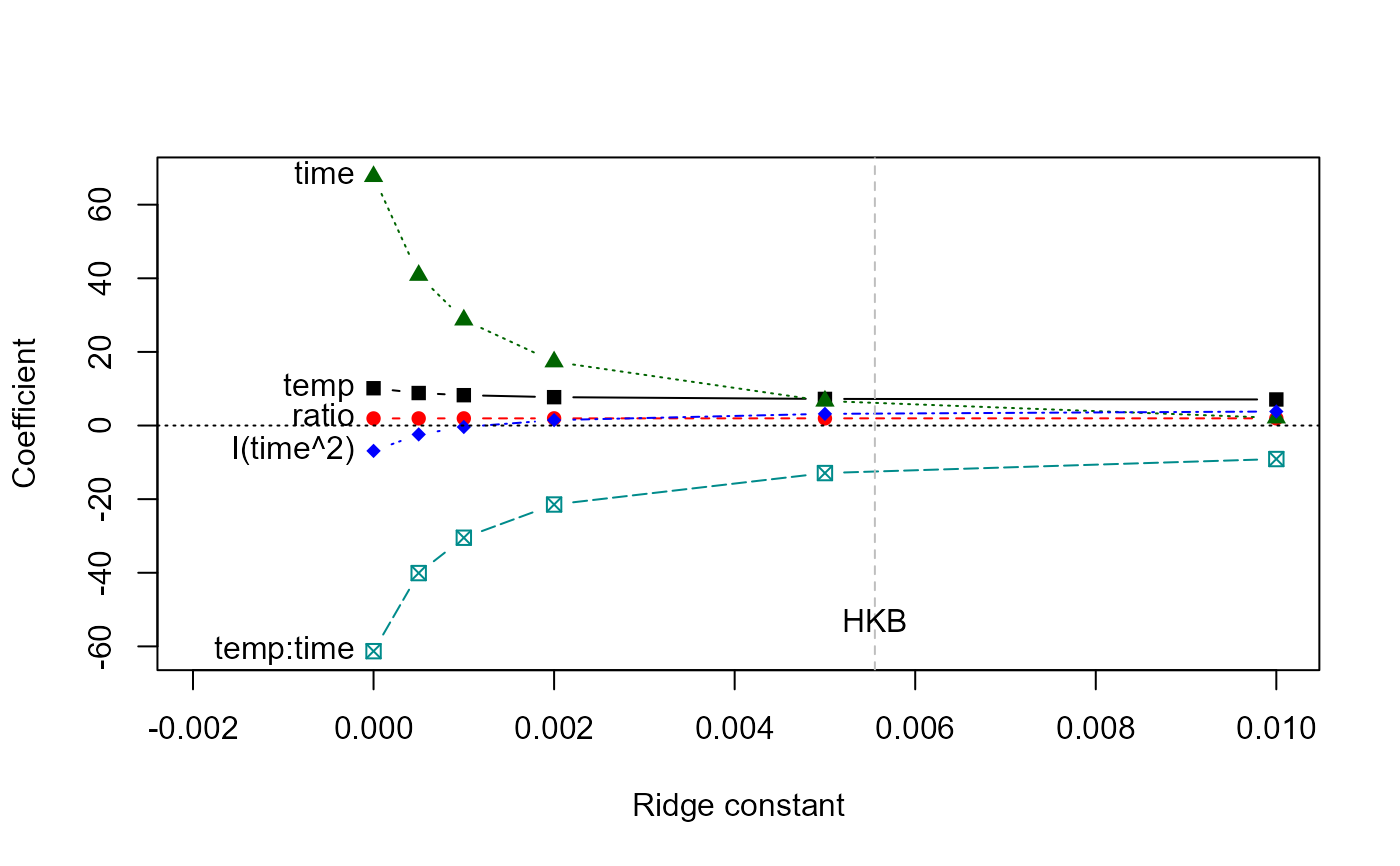 time
temp
ratio
I(time^2)
temp:time
HKB
60
40
20
0
-20
-40
-60
Coefficient
-0.002 0.000 0.002 0.004 0.006 0.008 0.010
Ridge constant